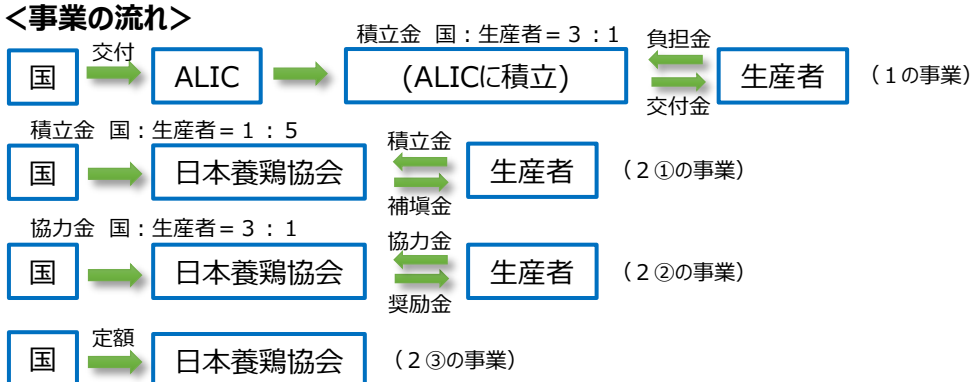 ＜事業の流れ＞
積立金 国：生産者＝３：１
国 交付 ALIC (ALICに積立) 負担金 交付金 生産者 （１の事業）
積立金 国：生産者＝１：５
国 日本養鶏協会 積立金 補塡金 生産者 （２①の事業）
協力金 国：生産者＝３：１
国 日本養鶏協会 協力金 奨励金 生産者 （２②の事業）
国 定額 日本養鶏協会 （２③の事業）